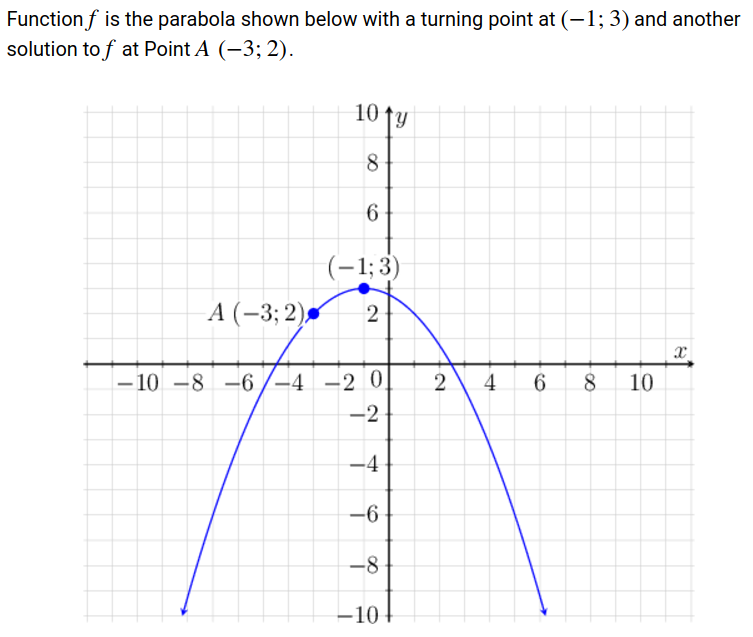 Function f is the parabola shown below with a turning point at (−1; 3) and another
solution to f at Point A (−3; 2).
10 y
8
6
(−1; 3)
A (−3; 2)
2
x
−10 −8 −6 −4 −2 0 2 4 6 8 10
−2
−4
−6
−8
−10